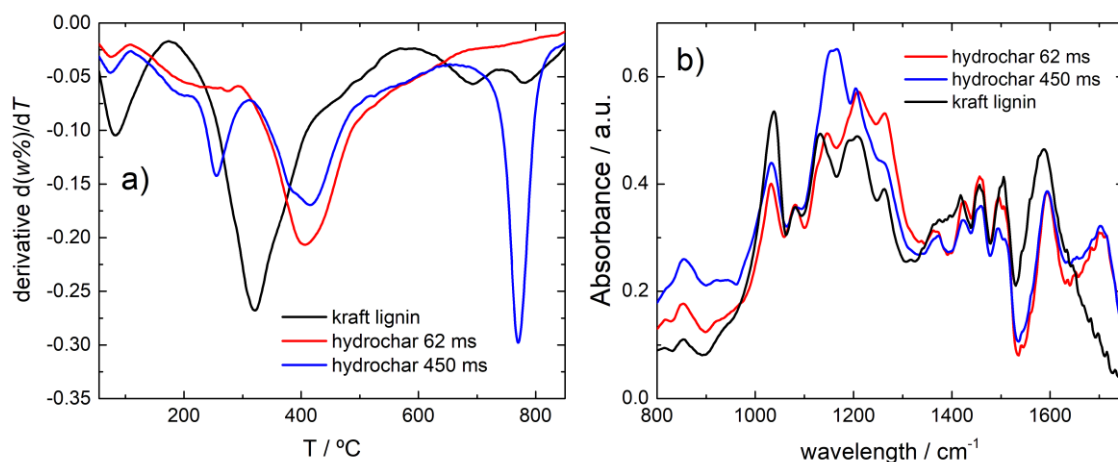 0.00
-0.05
-0.10
-0.15
-0.20
-0.25
-0.30
-0.35
derivative d(w%)/dT
a)
kraft lignin
hydrochar 62 ms
hydrochar 450 ms
200 400 600 800
T / ºC
b)
hydrochar 62 ms
hydrochar 450 ms
kraft lignin
0.6
0.4
0.2
0.0
Absorbance / a.u.
800 1000 1200 1400 1600
wavelength / cm⁻¹